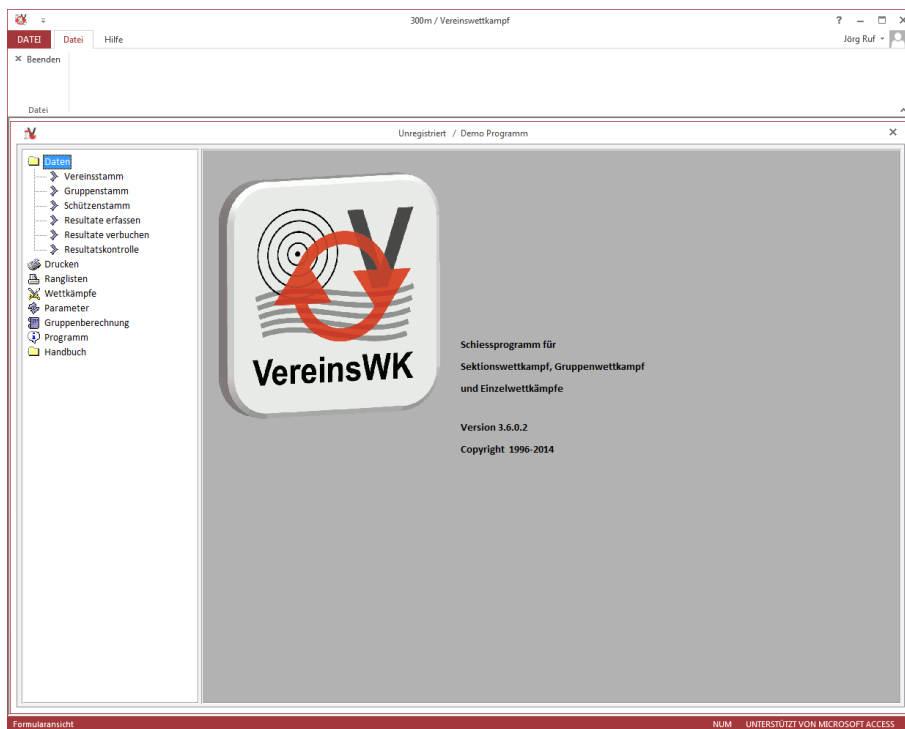 300m / Vereinswettkampf
?
DATEI Datei Hilfe Jörg Ruf
Beenden
Datei
Unregistriert / Demo Programm
Daten
Vereinsstamm
Gruppenstamm
Schützenstamm
Resultate erfassen
Resultate verbuchen
Resultatskontrolle
Drucken
Ranglisten
Wettkämpfe
Parameter
Gruppenberechnung
Programm
Handbuch
V
VereinsWK
Schiessprogramm für
Sektionswettkampf, Gruppenwettkampf
und Einzelwettkämpfe
Version 3.6.0.2
Copyright 1996-2014
Formularansicht NUM UNTERSTÜTZT VON MICROSOFT ACCESS